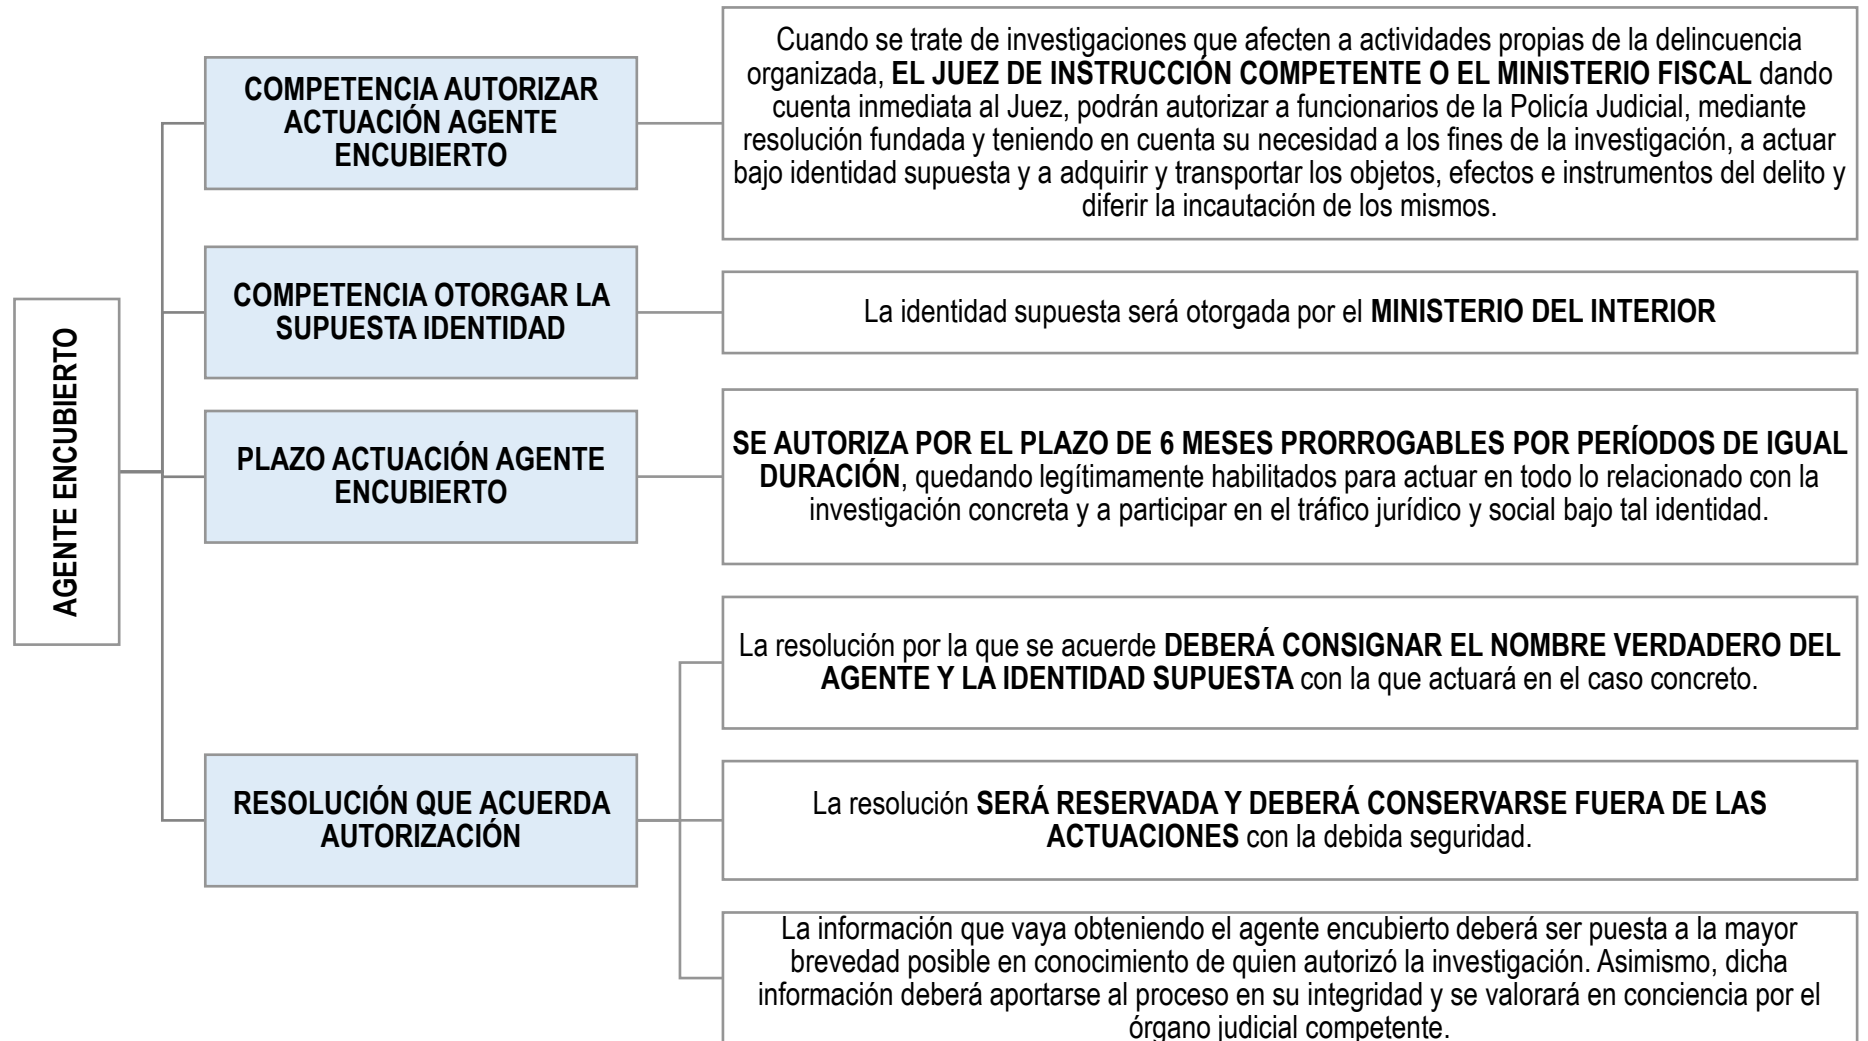 AGENTE ENCUBIERTO
COMPETENCIA AUTORIZAR
ACTUACIÓN AGENTE
ENCUBIERTO
Cuando se trate de investigaciones que afecten a actividades propias de la delincuencia
organizada, EL JUEZ DE INSTRUCCIÓN COMPETENTE O EL MINISTERIO FISCAL dando
cuenta inmediata al Juez, podrán autorizar a funcionarios de la Policía Judicial, mediante
resolución fundada y teniendo en cuenta su necesidad a los fines de la investigación, a actuar
bajo identidad supuesta y a adquirir y transportar los objetos, efectos e instrumentos del delito y
diferir la incautación de los mismos.
COMPETENCIA OTORGAR LA
SUPUESTA IDENTIDAD
La identidad supuesta será otorgada por el MINISTERIO DEL INTERIOR
PLAZO ACTUACIÓN AGENTE
ENCUBIERTO
SE AUTORIZA POR EL PLAZO DE 6 MESES PRORROGABLES POR PERÍODOS DE IGUAL
DURACIÓN, quedando legítimamente habilitados para actuar en todo lo relacionado con la
investigación concreta y a participar en el tráfico jurídico y social bajo tal identidad.
RESOLUCIÓN QUE ACUERDA
AUTORIZACIÓN
La resolución por la que se acuerde DEBERÁ CONSIGNAR EL NOMBRE VERDADERO DEL
AGENTE Y LA IDENTIDAD SUPUESTA con la que actuará en el caso concreto.
La resolución SERÁ RESERVADA Y DEBERÁ CONSERVARSE FUERA DE LAS
ACTUACIONES con la debida seguridad.
La información que vaya obteniendo el agente encubierto deberá ser puesta a la mayor
brevedad posible en conocimiento de quien autorizó la investigación. Asimismo, dicha
información deberá aportarse al proceso en su integridad y se valorará en conciencia por el
órgano judicial competente.